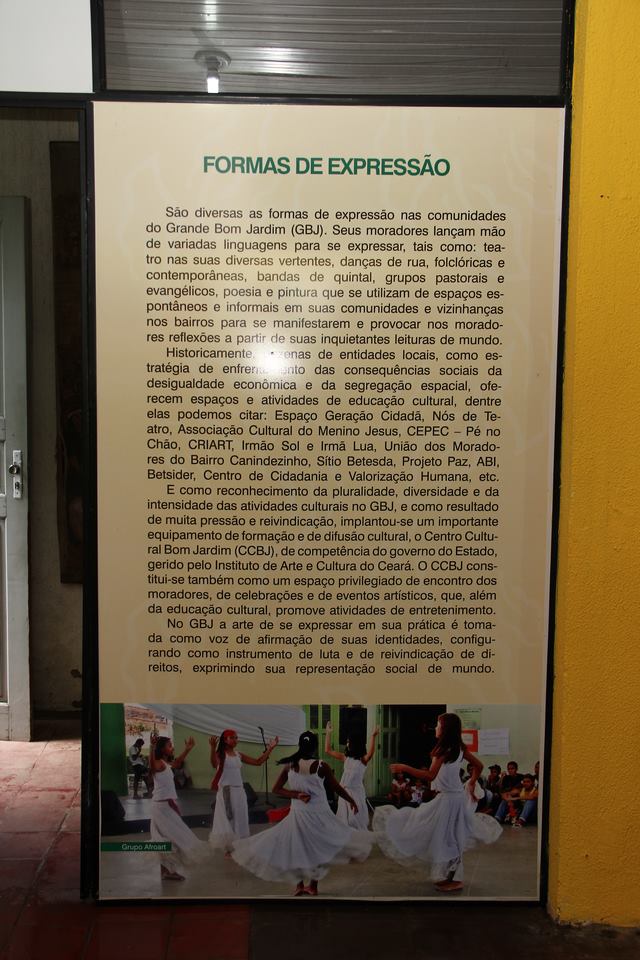 FORMAS DE EXPRESSÃO
São diversas as formas de expressão nas comunidades
do Grande Bom Jardim (GBJ). Seus moradores lançam mão
de variadas linguagens para se expressar, tais como: tea-
tro nas suas diversas vertentes, danças de rua, folclóricas e
contemporâneas, bandas de quintal, grupos pastorais e
evangélicos, poesia e pintura que se utilizam de espaços es-
pontâneos e informais em suas comunidades e vizinhanças
nos bairros para se manifestarem e provocar nos morado-
res reflexões a partir de suas inquietantes leituras de mundo.
Historicamente, de entidades locais, como es-
tratégia de enfrentamento das consequências sociais da
desigualdade econômica e da segregação espacial, ofe-
recem espaços e atividades de educação cultural, dentre
elas podemos citar: Espaço Geração Cidadã, Nós de Te-
atro, Associação Cultural do Menino Jesus, CEPEC – Pé no
Chão, CRIART, Irmão Sol e Irmã Lua, União dos Morado-
res do Bairro Canindezinho, Sítio Betesda, Projeto Paz, ABI,
Betsider, Centro de Cidadania e Valorização Humana, etc.
E como reconhecimento da pluralidade, diversidade e da
intensidade das atividades culturais no GBJ, e como resultado
de muita pressão e reivindicação, implantou-se um importante
equipamento de formação e de difusão cultural, o Centro Cultu-
ral Bom Jardim (CCBJ), de competência do governo do Estado,
gerido pelo Instituto de Arte e Cultura do Ceará. O CCBJ cons-
titui-se também como um espaço privilegiado de encontro dos
moradores, de celebrações e de eventos artísticos, que, além
da educação cultural, promove atividades de entretenimento.
No GBJ a arte de se expressar em sua prática é toma-
da como voz de afirmação de suas identidades, configu-
rando como instrumento de luta e de reivindicação de di-
reitos, exprimindo sua representação social de mundo.
Grupo Afroart